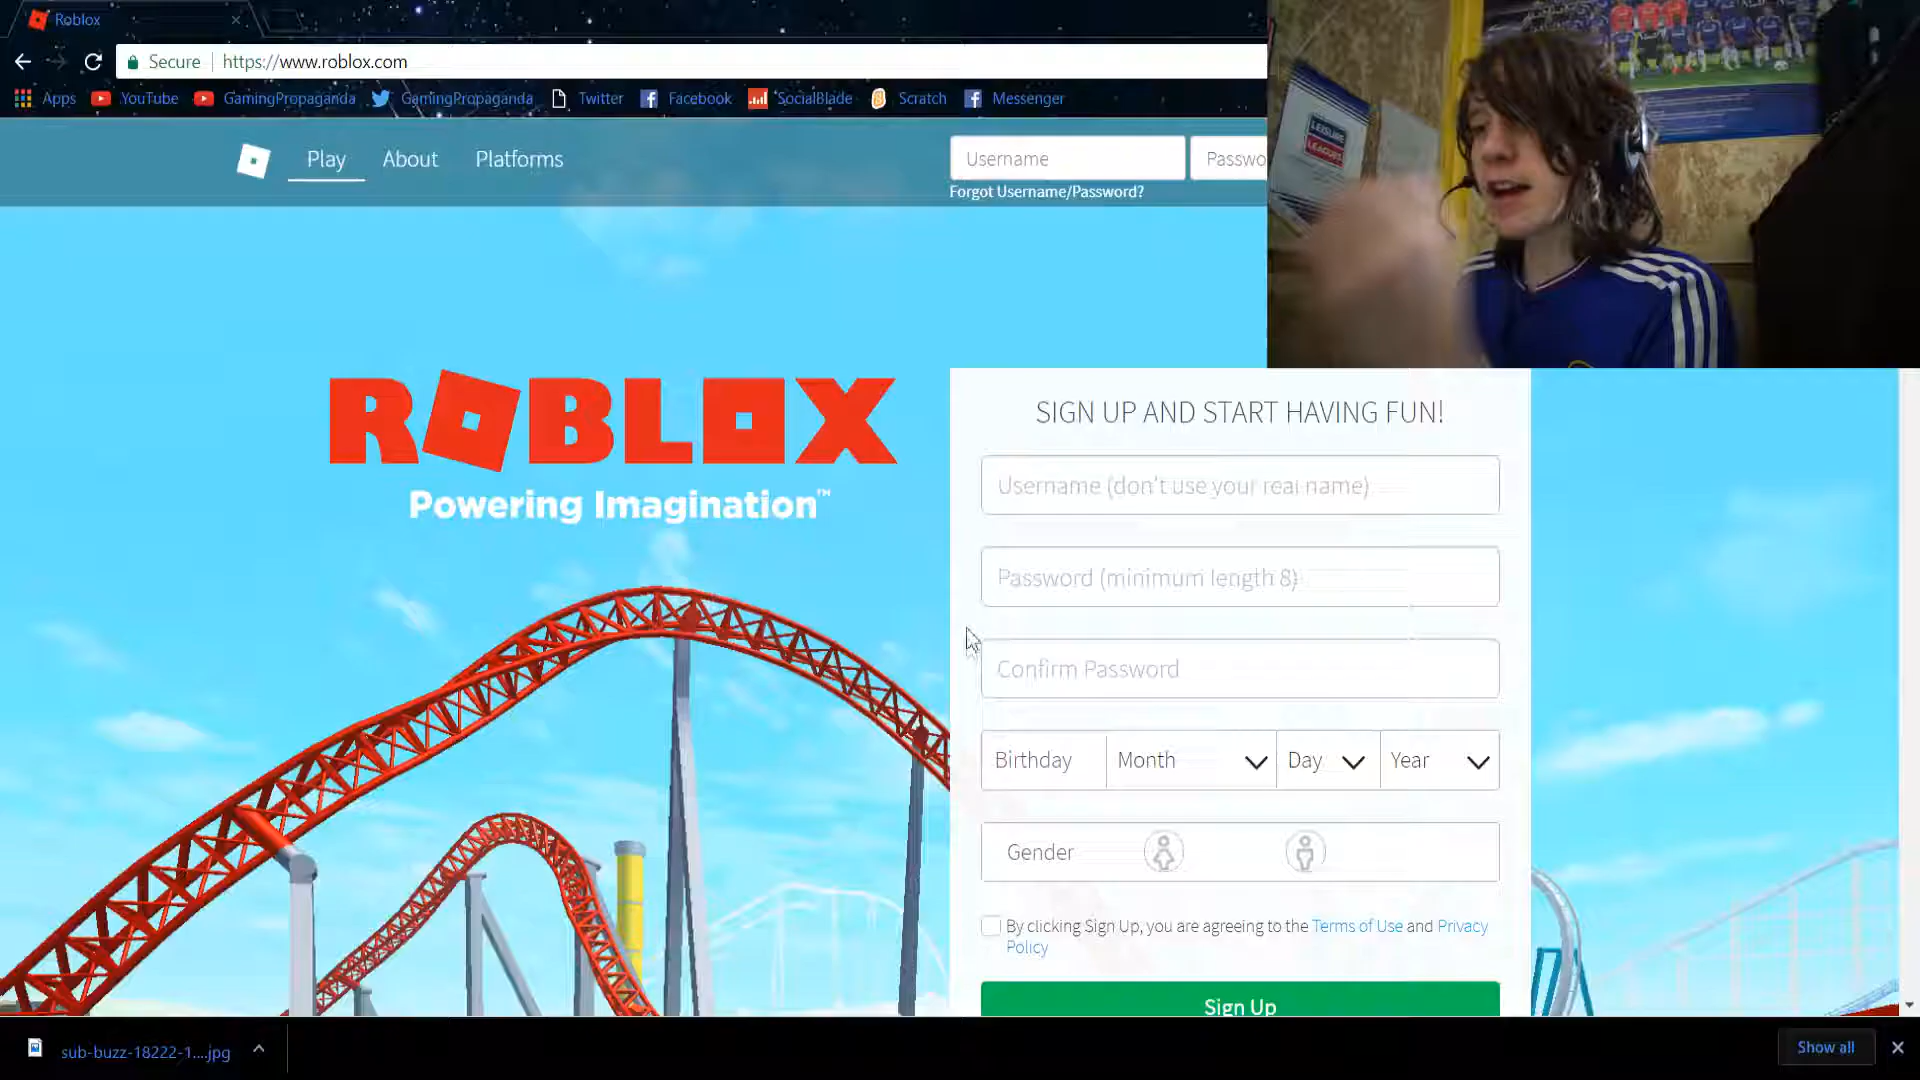 Roblox
Secure https://www.roblox.com
Apps YouTube GamingPropaganda GamingPropaganda Twitter Facebook SocialBlade Scratch Messenger
Play About Platforms Username Passwo
Forgot Username/Password?
LEISURE
LEAGUES
ROBLOX
Powering Imagination™
SIGN UP AND START HAVING FUN!
Username (don't use your real name)
Password (minimum length 8)
Confirm Password
Birthday Month Day Year
Gender
By clicking Sign Up, you are agreeing to the Terms of Use and Privacy
Policy
Sign Up
sub-buzz-18222-1....jpg
Show all